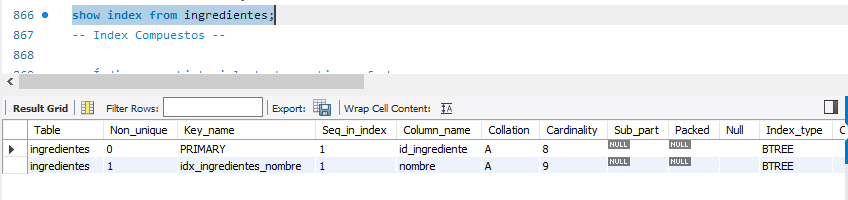 866 show index from ingredientes;
867 -- Index Compuestos --
868
Result Grid Filter Rows: Export: Wrap Cell Content:
Table Non_unique Key_name Seq_in_index Column_name Collation Cardinality Sub_part Packed Null Index_type C
ingredientes 0 PRIMARY 1 id_ingrediente A 8 NULL NULL BTREE
ingredientes 1 idx_ingredientes_nombre 1 nombre A 9 NULL NULL BTREE